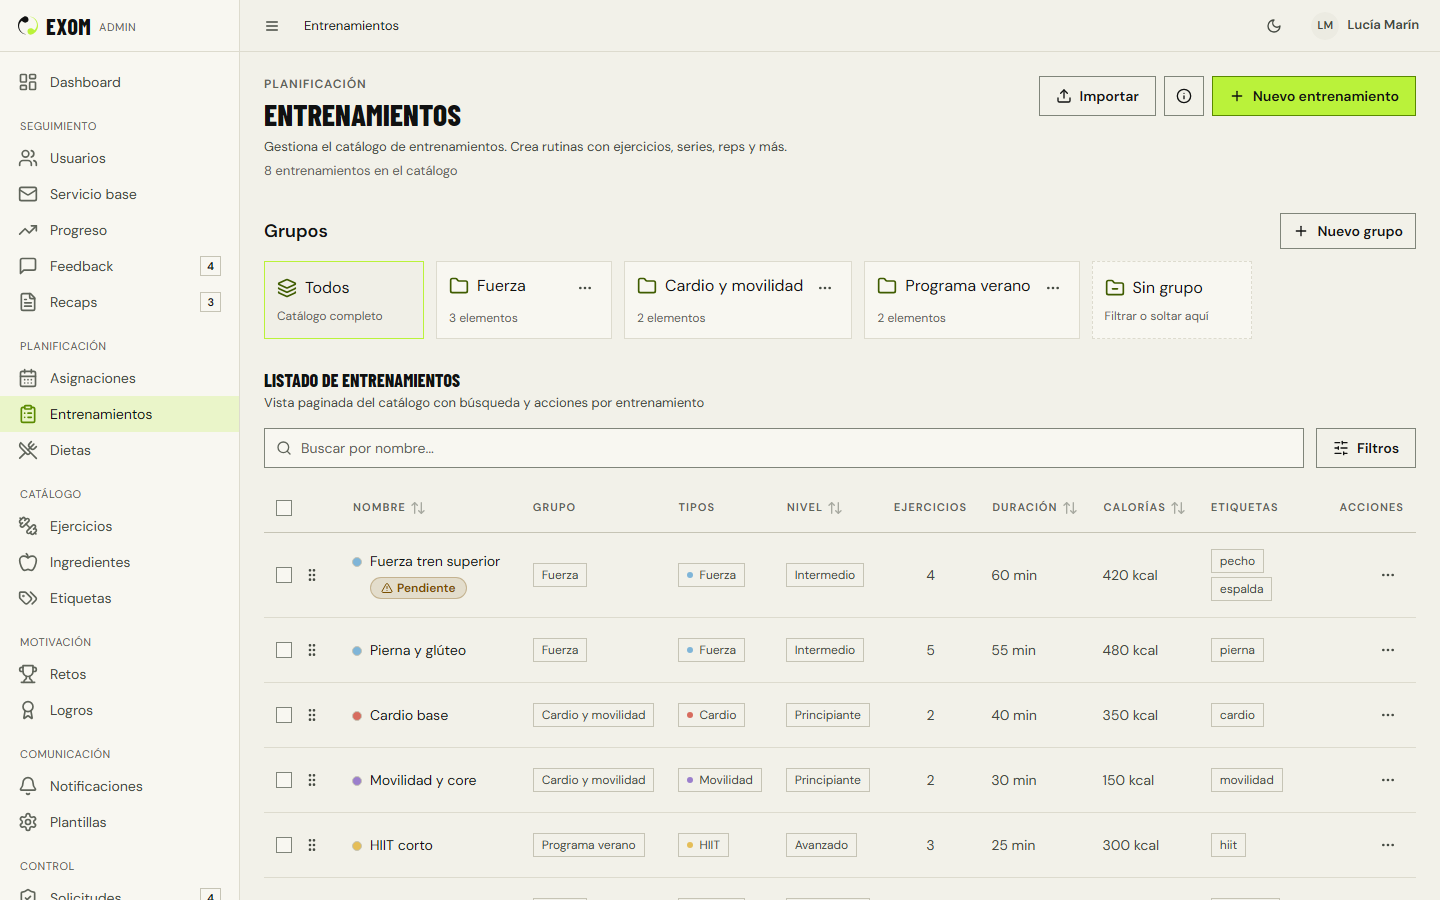 EXOM ADMIN
Entrenamientos
LM Lucía Marín
Dashboard
SEGUIMIENTO
Usuarios
Servicio base
Progreso
Feedback 4
Recaps 3
PLANIFICACIÓN
Asignaciones
Entrenamientos
Dietas
CATÁLOGO
Ejercicios
Ingredientes
Etiquetas
MOTIVACIÓN
Retos
Logros
COMUNICACIÓN
Notificaciones
Plantillas
CONTROL
Solicitudes 4
PLANIFICACIÓN
ENTRENAMIENTOS
Gestiona el catálogo de entrenamientos. Crea rutinas con ejercicios, series, reps y más.
8 entrenamientos en el catálogo
Importar
Nuevo entrenamiento
Grupos
Nuevo grupo
Todos
Catálogo completo
Fuerza
3 elementos
Cardio y movilidad
2 elementos
Programa verano
2 elementos
Sin grupo
Filtrar o soltar aquí
LISTADO DE ENTRENAMIENTOS
Vista paginada del catálogo con búsqueda y acciones por entrenamiento
Buscar por nombre...
Filtros
NOMBRE GRUPO TIPOS NIVEL EJERCICIOS DURACIÓN CALORÍAS ETIQUETAS ACCIONES
Fuerza tren superior Pendiente Fuerza Fuerza Intermedio 4 60 min 420 kcal pecho espalda
Pierna y glúteo Fuerza Fuerza Intermedio 5 55 min 480 kcal pierna
Cardio base Cardio y movilidad Cardio Principiante 2 40 min 350 kcal cardio
Movilidad y core Cardio y movilidad Movilidad Principiante 2 30 min 150 kcal movilidad
HIIT corto Programa verano HIIT Avanzado 3 25 min 300 kcal hiit